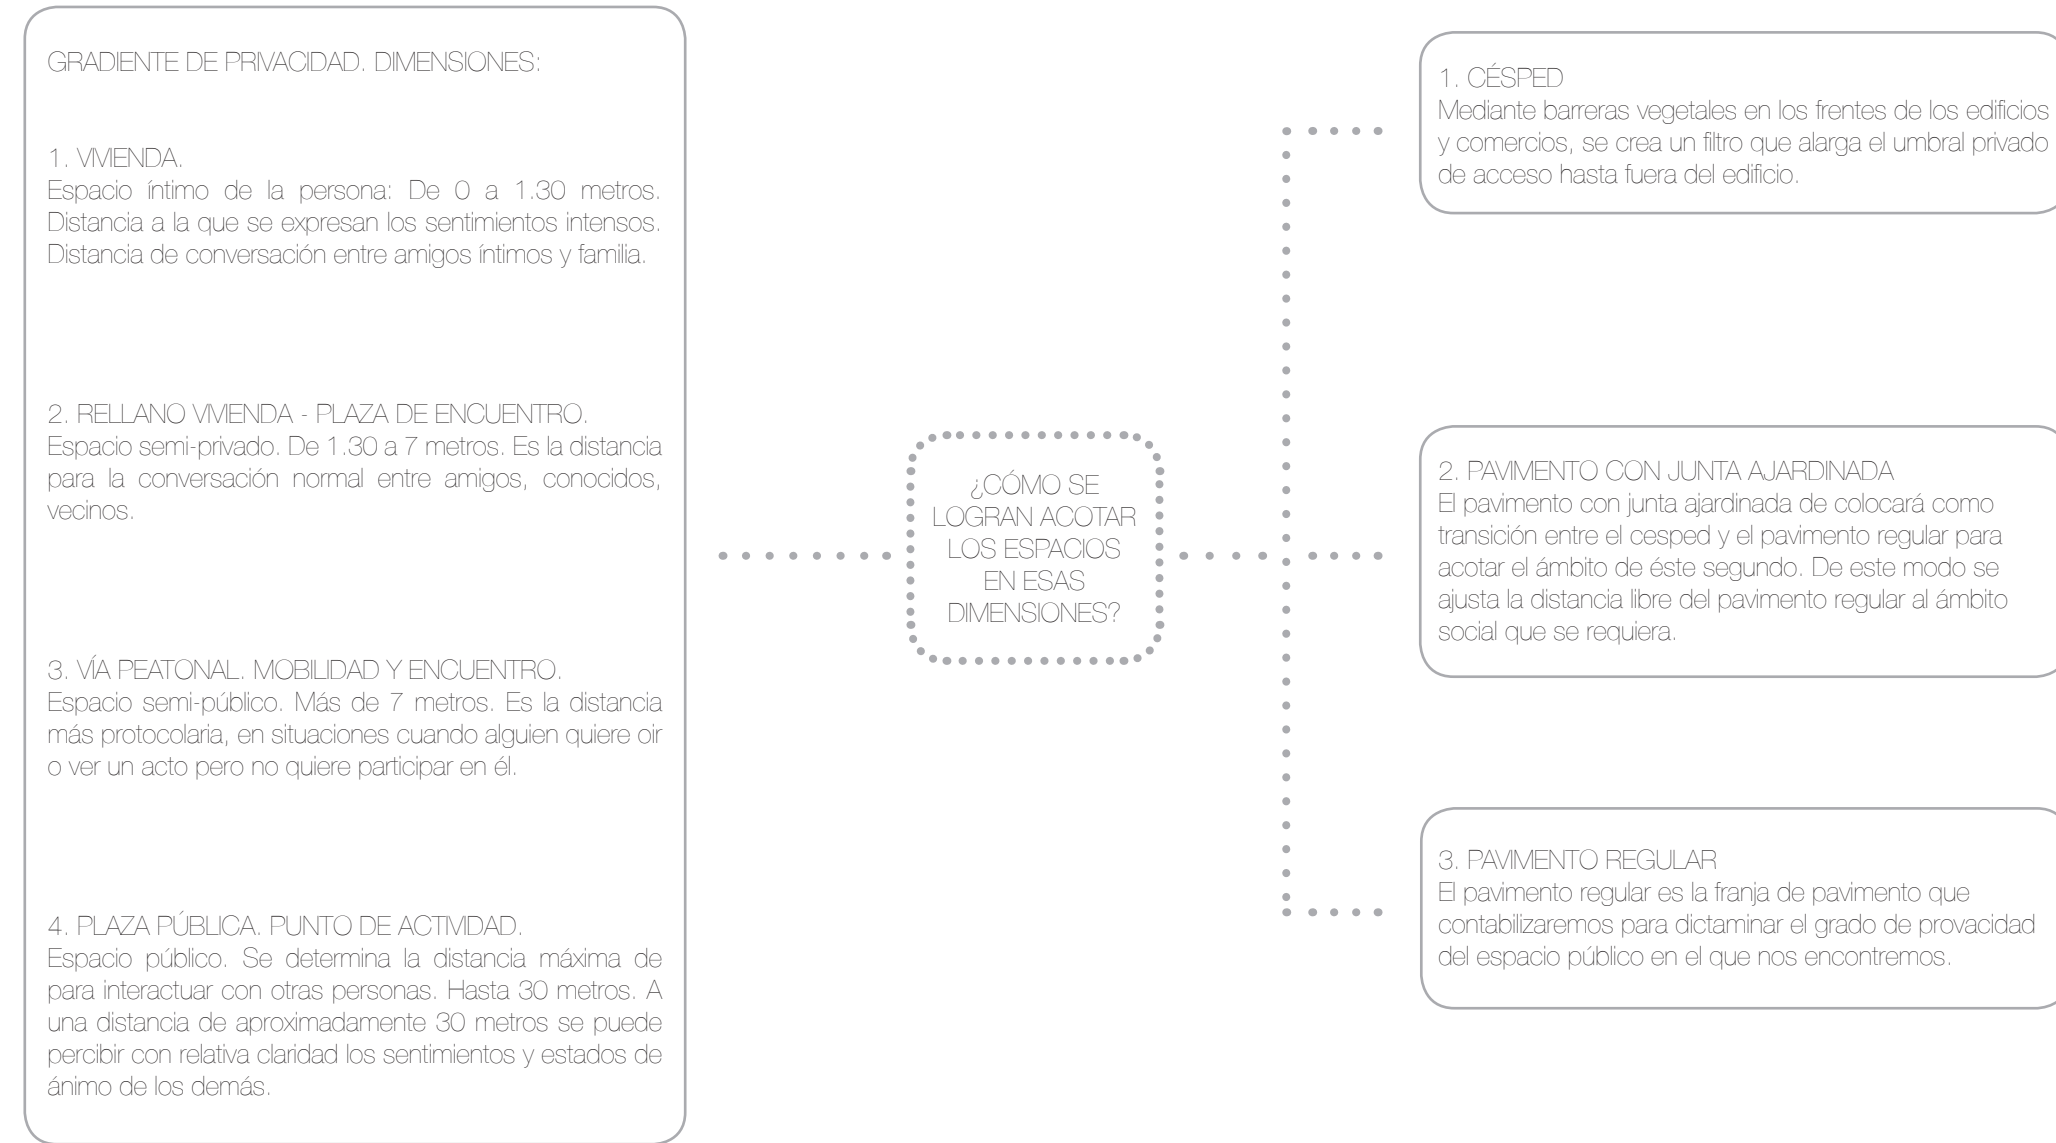 GRADIENTE DE PRIVACIDAD. DIMENSIONES:
1. VIVIENDA.
Espacio íntimo de la persona: De 0 a 1.30 metros.
Distancia a la que se expresan los sentimientos intensos.
Distancia de conversación entre amigos íntimos y familia.
2. RELLANO VIVIENDA - PLAZA DE ENCUENTRO.
Espacio semi-privado. De 1.30 a 7 metros. Es la distancia
para la conversación normal entre amigos, conocidos,
vecinos.
3. VÍA PEATONAL. MOBILIDAD Y ENCUENTRO.
Espacio semi-público. Más de 7 metros. Es la distancia
más protocolaria, en situaciones cuando alguien quiere oir
o ver un acto pero no quiere participar en él.
4. PLAZA PÚBLICA. PUNTO DE ACTIVIDAD.
Espacio público. Se determina la distancia máxima de
para interactuar con otras personas. Hasta 30 metros. A
una distancia de aproximadamente 30 metros se puede
percibir con relativa claridad los sentimientos y estados de
ánimo de los demás.
¿CÓMO SE
LOGRAN ACOTAR
LOS ESPACIOS
EN ESAS
DIMENSIONES?
1. CÉSPED
Mediante barreras vegetales en los frentes de los edificios
y comercios, se crea un filtro que alarga el umbral privado
de acceso hasta fuera del edificio.
2. PAVIMENTO CON JUNTA AJARDINADA
El pavimento con junta ajardinada de colocará como
transición entre el cesped y el pavimento regular para
acotar el ámbito de éste segundo. De este modo se
ajusta la distancia libre del pavimento regular al ámbito
social que se requiera.
3. PAVIMENTO REGULAR
El pavimento regular es la franja de pavimento que
contabilizaremos para dictaminar el grado de provacidad
del espacio público en el que nos encontremos.